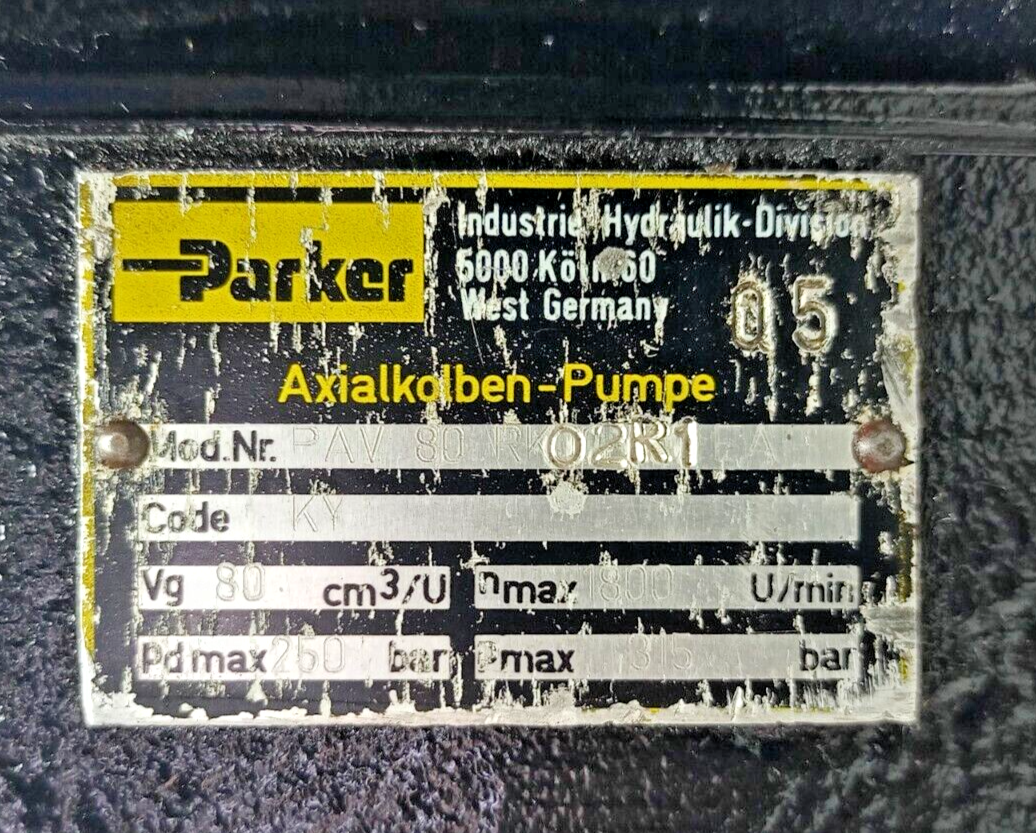 Parker
Industrie Hydraulik-Division
5000 Köln 60
West Germany
05
Axialkolben-Pumpe
Mod.Nr. PAV 80 RK 02R1
Code KY
Vg 80 cm3/U nmax 1800 U/min
Pdmax 250 bar Pmax 315 bar